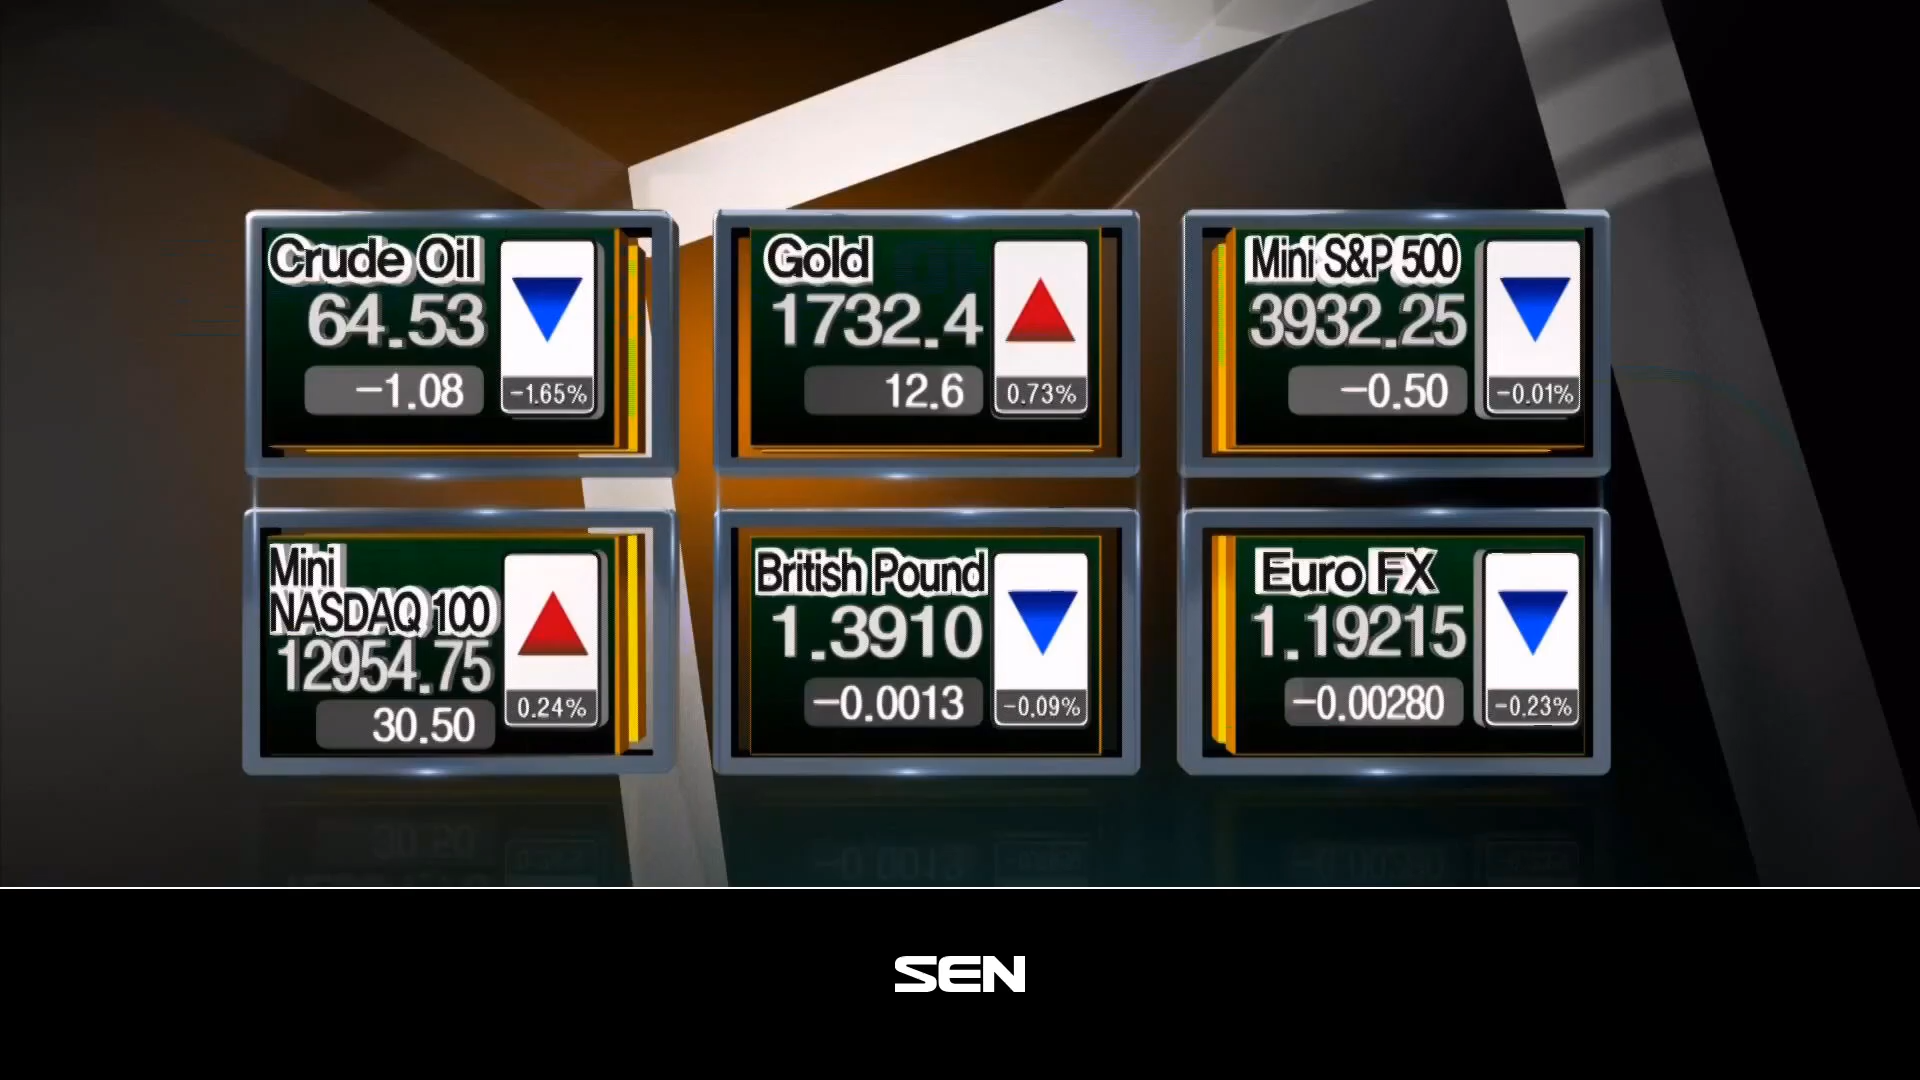 Crude Oil
64.53
-1.08
-1.65%
Gold
1732.4
12.6
0.73%
Mini S&P 500
3932.25
-0.50
-0.01%
Mini
NASDAQ 100
12954.75
30.50
0.24%
British Pound
1.3910
-0.0013
-0.09%
Euro FX
1.19215
-0.00280
-0.23%
SEN